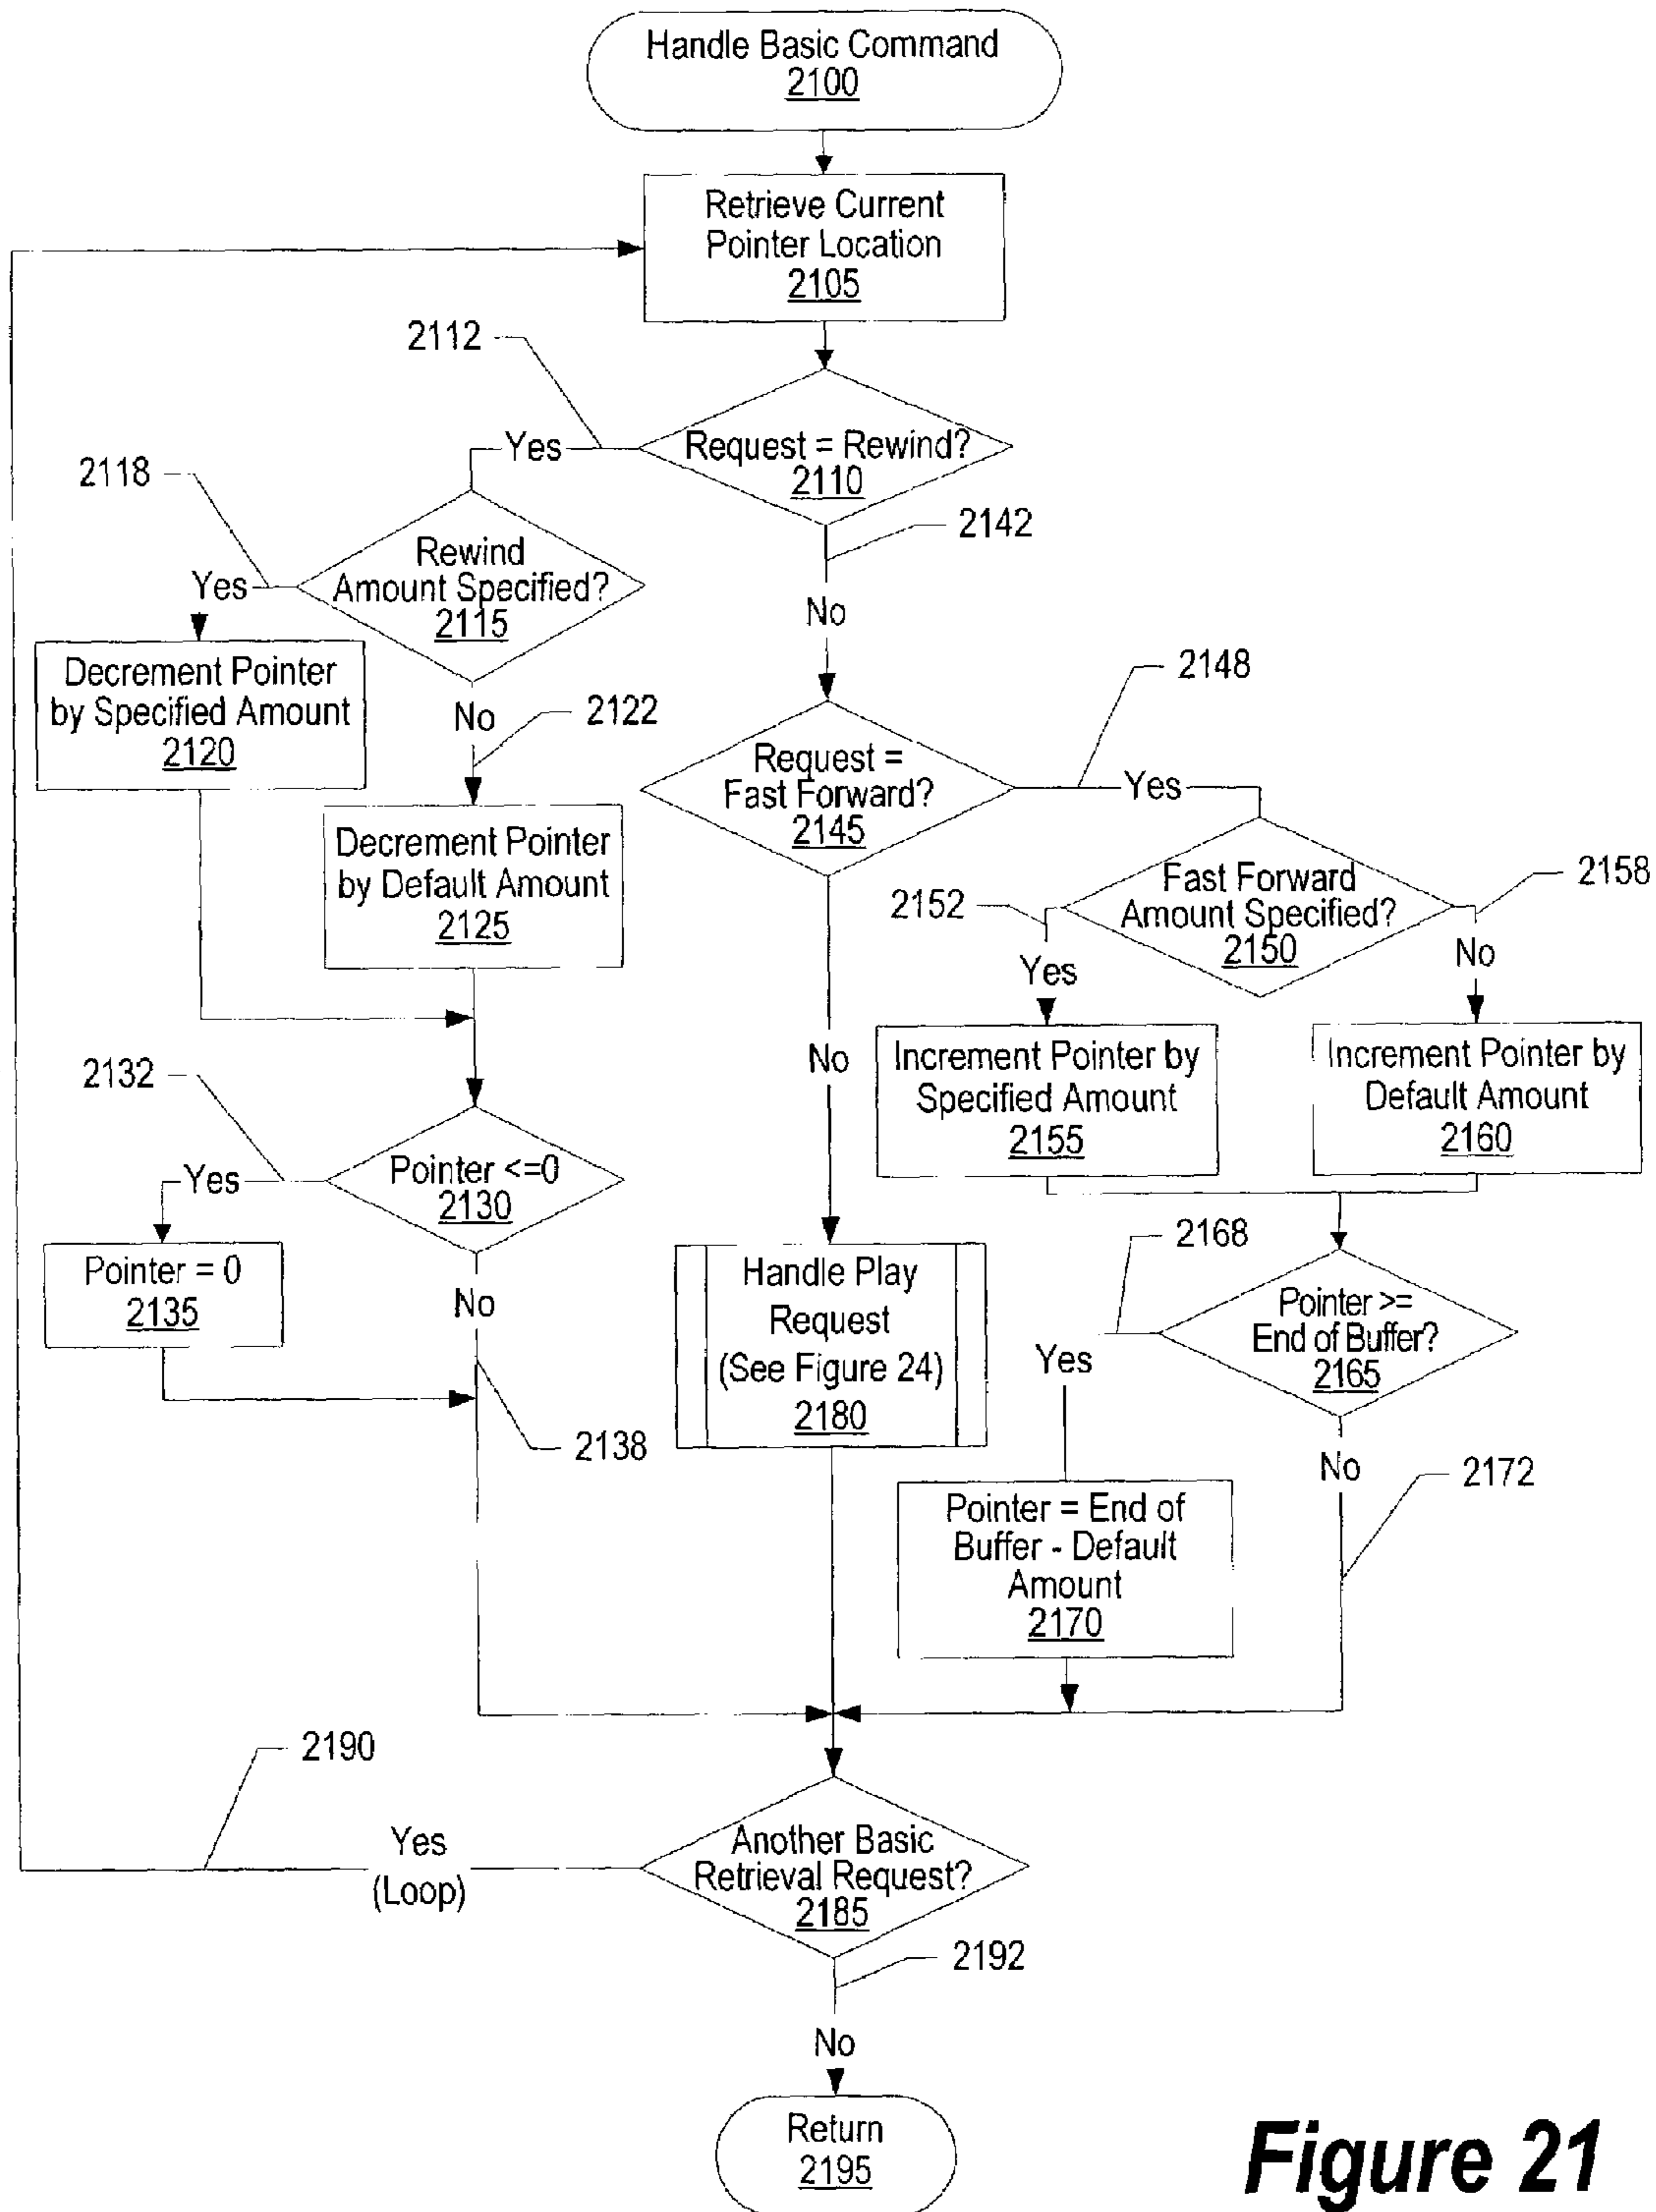 Handle Basic Command
2100
Retrieve Current
Pointer Location
2105
2112
Yes
Request = Rewind?
2110
2118
2142
Rewind
Amount Specified?
2115
Yes
No
Decrement Pointer
by Specified Amount
2120
No
2122
2148
Request =
Fast Forward?
2145
Yes
Decrement Pointer
by Default Amount
2125
Fast Forward
Amount Specified?
2150
2152
2158
Yes
No
No
Increment Pointer by
Specified Amount
2155
Increment Pointer by
Default Amount
2160
2132
Yes
Pointer <=0
2130
Pointer = 0
2135
No
2138
Handle Play
Request
(See Figure 24)
2180
2168
Pointer >=
End of Buffer?
2165
Yes
No
2172
Pointer = End of
Buffer - Default
Amount
2170
2190
Yes
(Loop)
Another Basic
Retrieval Request?
2185
2192
No
Return
2195
Figure 21